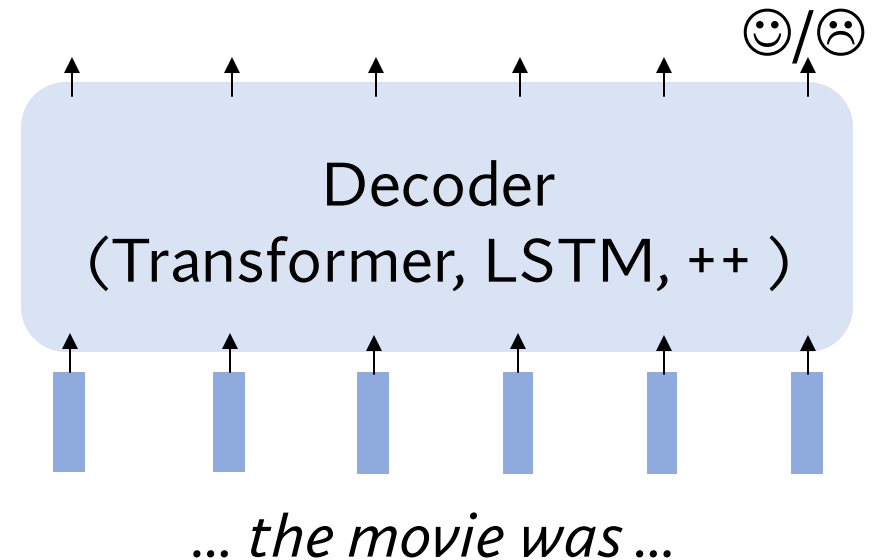 ☺/☹
Decoder
(Transformer, LSTM, ++ )
... the movie was ...